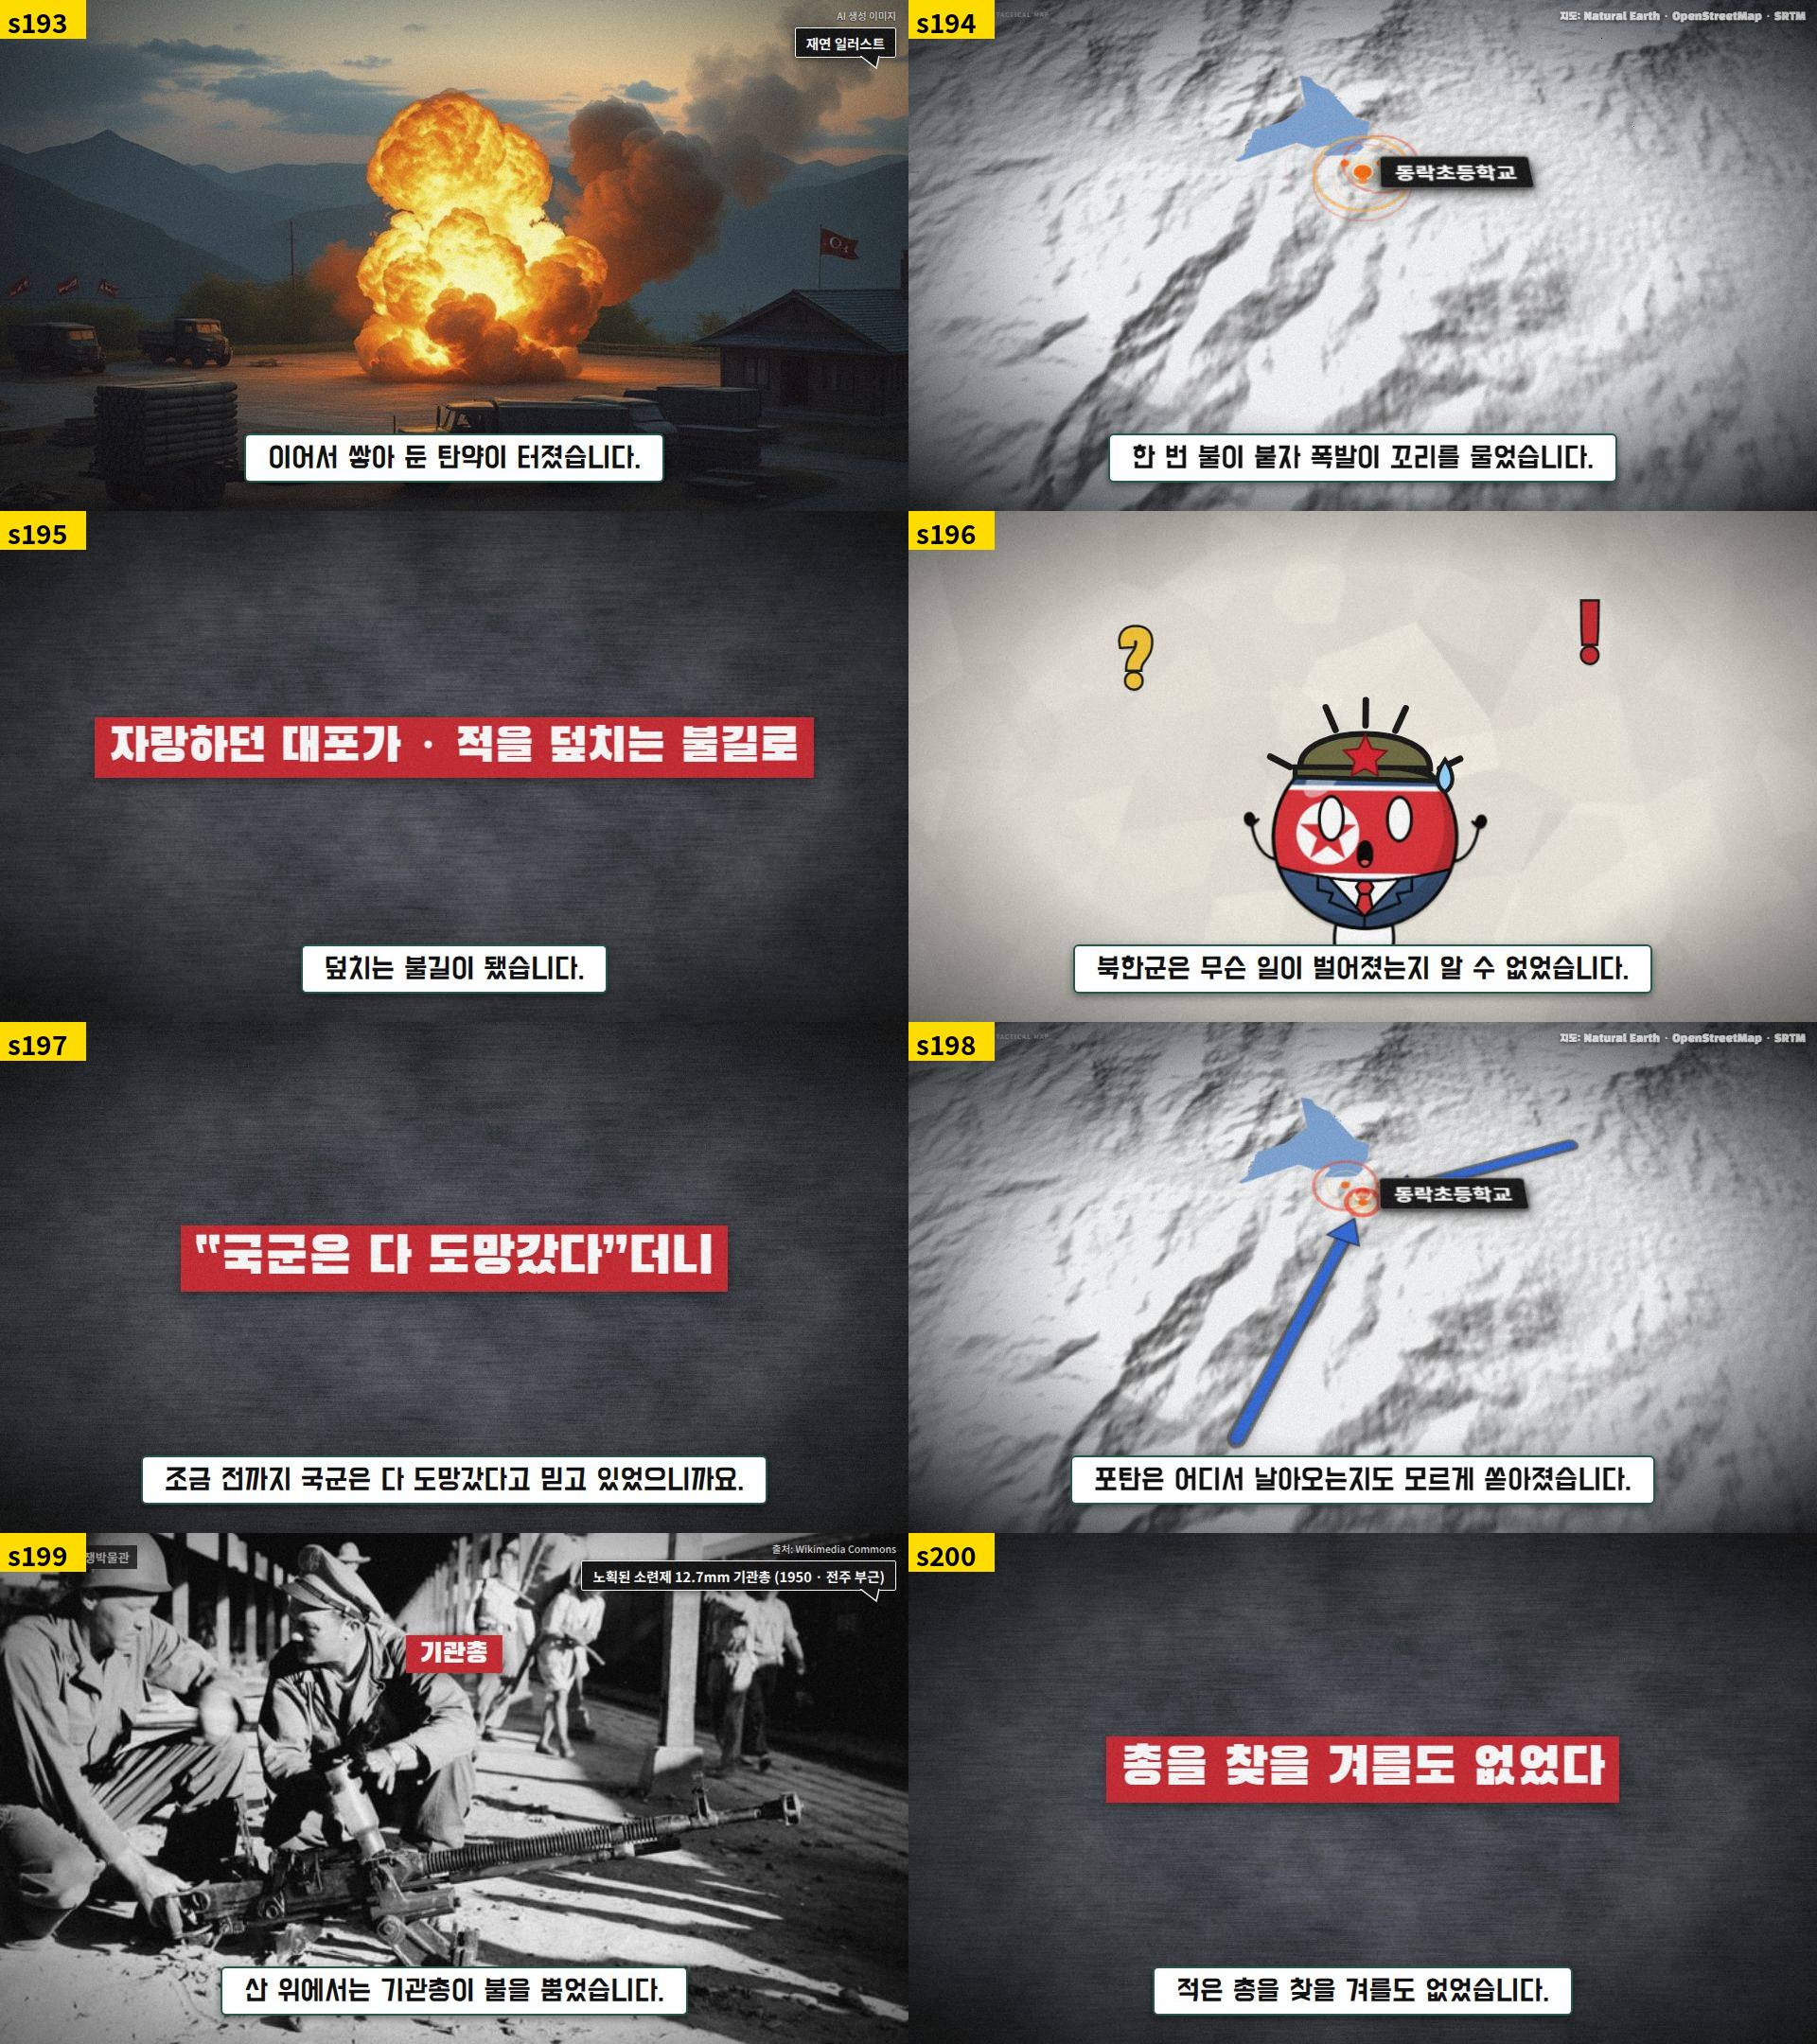 s193
AI 생성 이미지
재연 일러스트
이어서 쌓아 둔 탄약이 터졌습니다.
s194
TACTICAL MAP
지도: Natural Earth · OpenStreetMap · SRTM
동락초등학교
한 번 불이 붙자 폭발이 꼬리를 물었습니다.
s195
자랑하던 대포가 · 적을 덮치는 불길로
덮치는 불길이 됐습니다.
s196
?
!
북한군은 무슨 일이 벌어졌는지 알 수 없었습니다.
s197
"국군은 다 도망갔다"더니
조금 전까지 국군은 다 도망갔다고 믿고 있었으니까요.
s198
TACTICAL MAP
지도: Natural Earth · OpenStreetMap · SRTM
동락초등학교
포탄은 어디서 날아오는지도 모르게 쏟아졌습니다.
s199
쟁박물관
출처: Wikimedia Commons
노획된 소련제 12.7mm 기관총 (1950 · 전주 부근)
기관총
산 위에서는 기관총이 불을 뿜었습니다.
s200
총을 찾을 겨를도 없었다
적은 총을 찾을 겨를도 없었습니다.